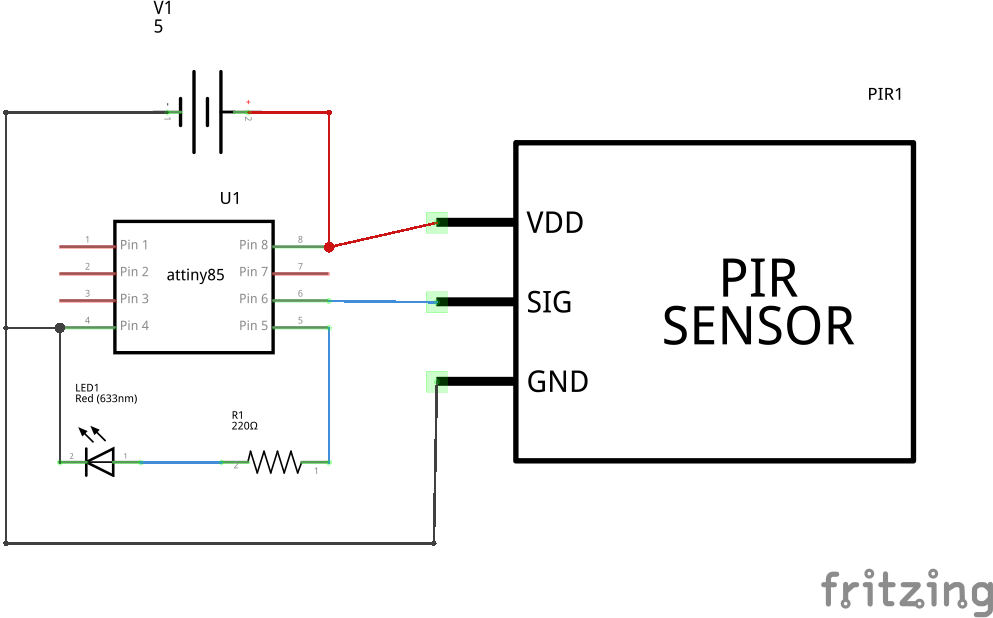 V1
5
- 1
+ 2
PIR1
U1
1 Pin 1 Pin 8 8
2 Pin 2 attiny85 Pin 7 7
3 Pin 3 Pin 6 6
4 Pin 4 Pin 5 5
VDD
SIG
GND
PIR
SENSOR
LED1
Red (633nm)
2 1
R1
220Ω
2 1
fritzing